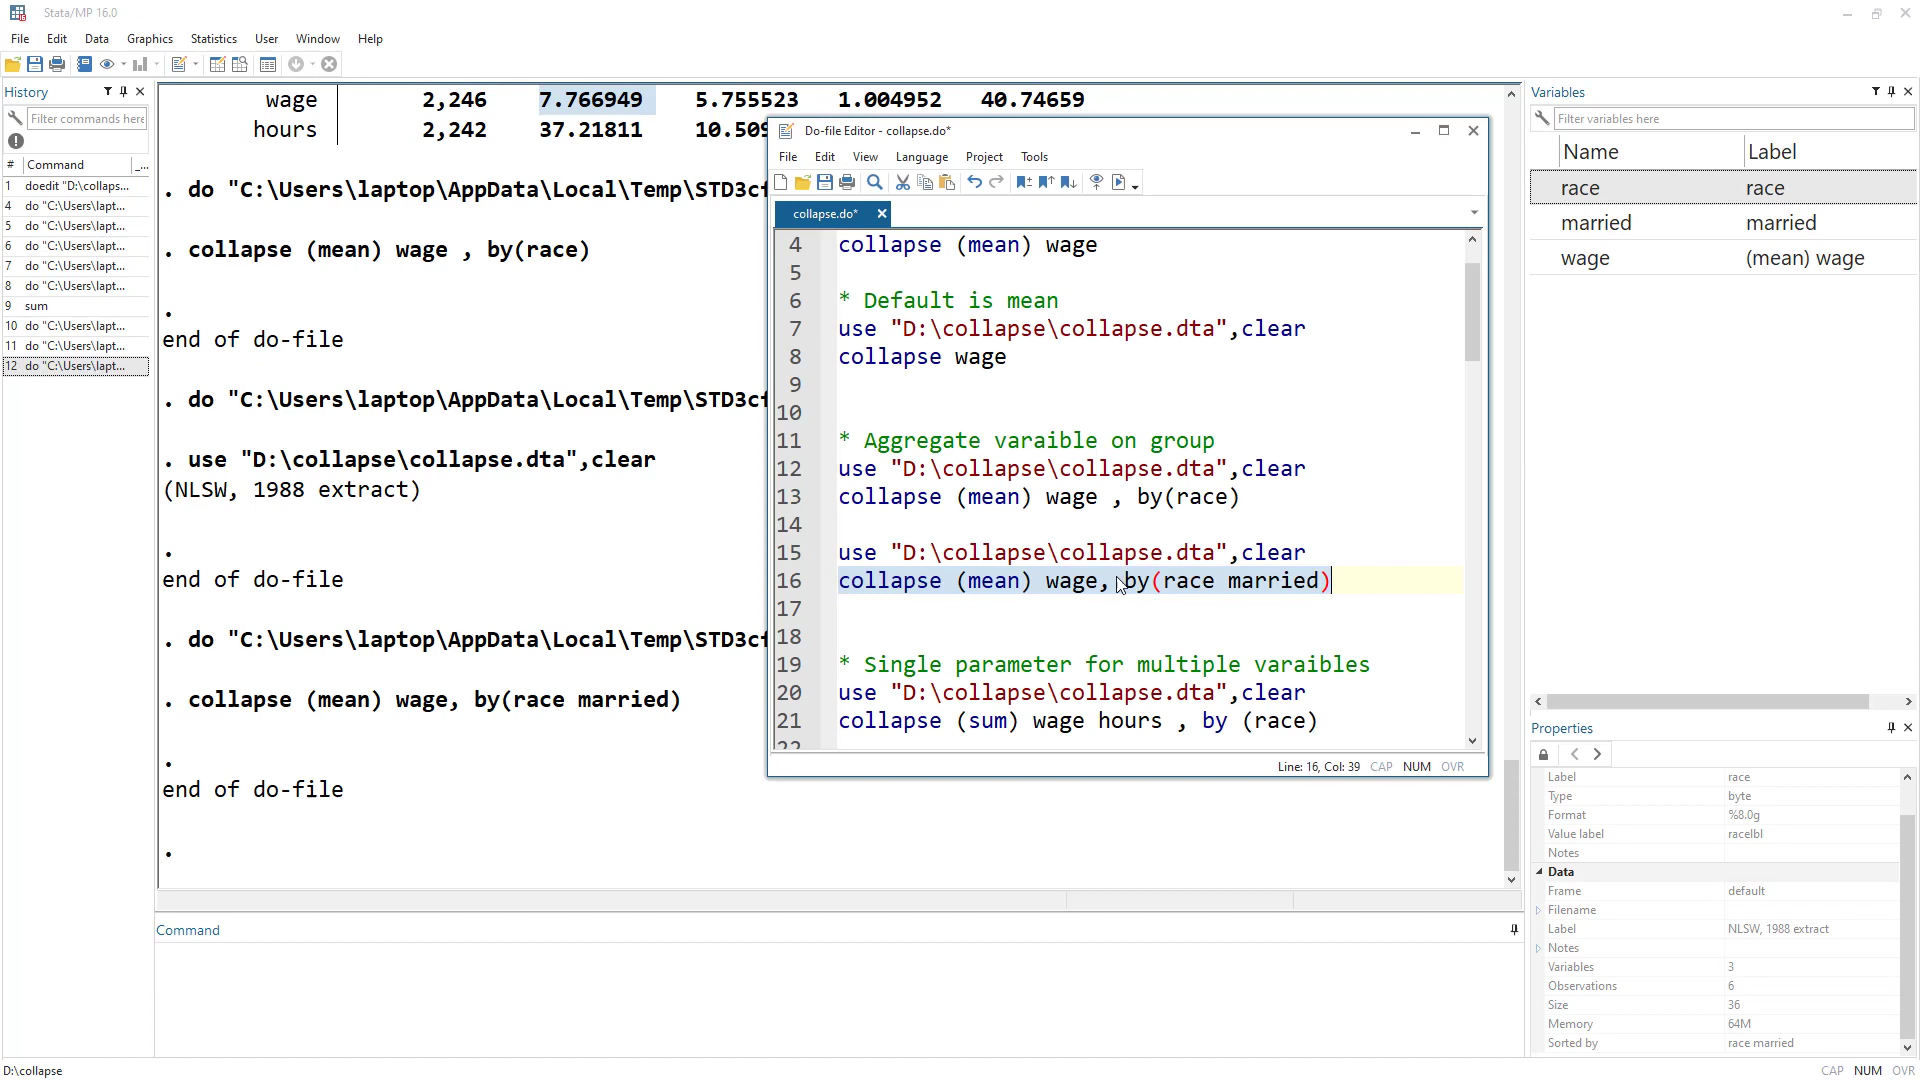 Stata/MP 16.0
File Edit Data Graphics Statistics User Window Help
History
Filter commands here
# Command
1 doedit "D:\collaps...
4 do "C:\Users\lapt...
5 do "C:\Users\lapt...
6 do "C:\Users\lapt...
7 do "C:\Users\lapt...
8 do "C:\Users\lapt...
9 sum
10 do "C:\Users\lapt...
11 do "C:\Users\lapt...
12 do "C:\Users\lapt...
wage 2,246 7.766949 5.755523 1.004952 40.74659
hours 2,242 37.21811 10.509
. do "C:\Users\laptop\AppData\Local\Temp\STD3cf
. collapse (mean) wage , by(race)
.
end of do-file
. do "C:\Users\laptop\AppData\Local\Temp\STD3cf
. use "D:\collapse\collapse.dta",clear
(NLSW, 1988 extract)
.
end of do-file
. do "C:\Users\laptop\AppData\Local\Temp\STD3cf
. collapse (mean) wage, by(race married)
.
end of do-file
.
Command
Do-file Editor - collapse.do*
File Edit View Language Project Tools
collapse.do*
4 collapse (mean) wage
5
6 * Default is mean
7 use "D:\collapse\collapse.dta",clear
8 collapse wage
9
10
11 * Aggregate varaible on group
12 use "D:\collapse\collapse.dta",clear
13 collapse (mean) wage , by(race)
14
15 use "D:\collapse\collapse.dta",clear
16 collapse (mean) wage, by(race married)
17
18
19 * Single parameter for multiple varaibles
20 use "D:\collapse\collapse.dta",clear
21 collapse (sum) wage hours , by (race)
22
Line: 16, Col: 39 CAP NUM OVR
Variables
Filter variables here
Name Label
race race
married married
wage (mean) wage
Properties
Label race
Type byte
Format %8.0g
Value label racelbl
Notes
Data
Frame default
Filename
Label NLSW, 1988 extract
Notes
Variables 3
Observations 6
Size 36
Memory 64M
Sorted by race married
D:\collapse
CAP NUM OVR